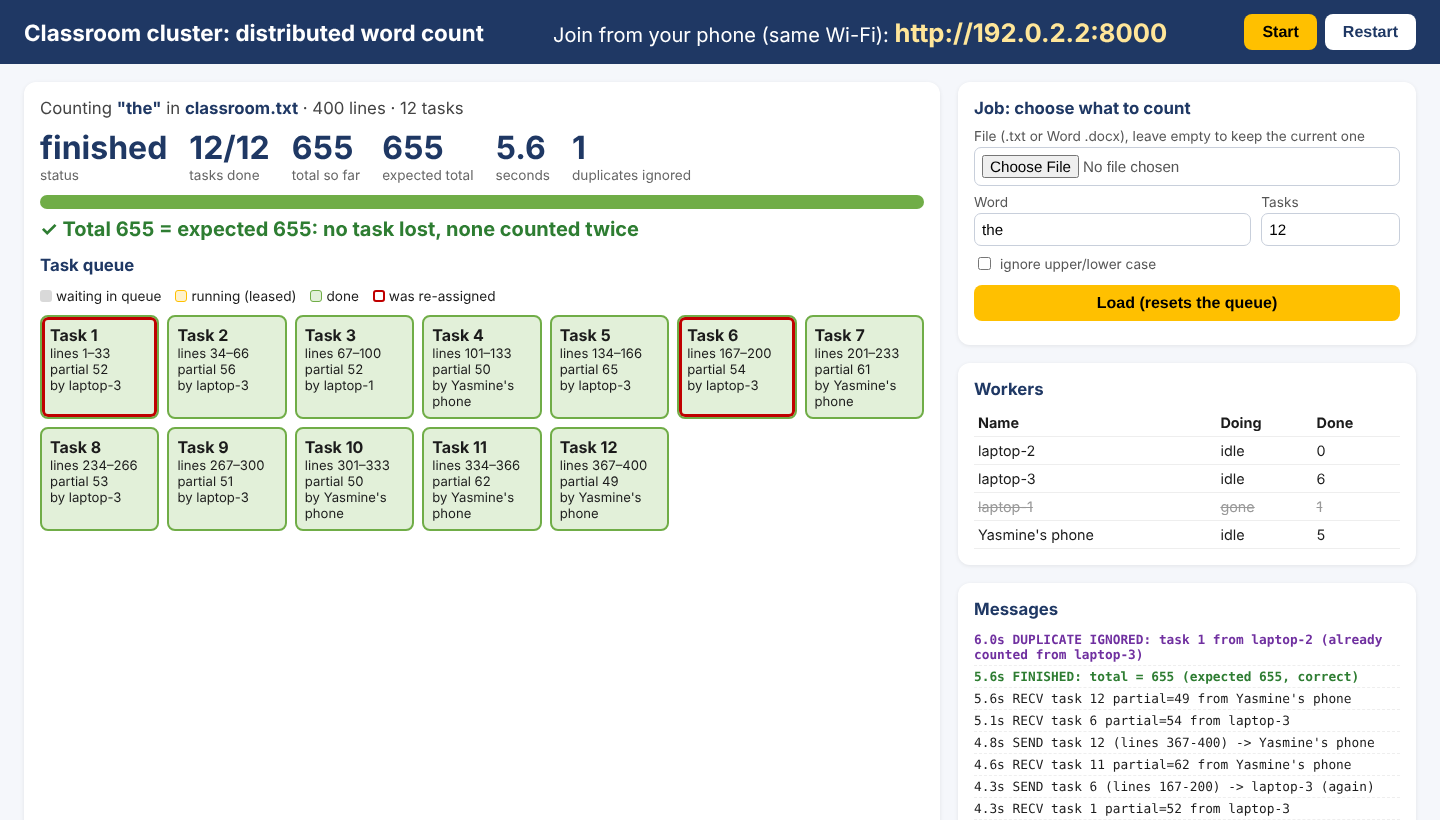 Classroom cluster: distributed word count
Join from your phone (same Wi-Fi): http://192.0.2.2:8000
Start
Restart
Counting "the" in classroom.txt · 400 lines · 12 tasks
finished
status
12/12
tasks done
655
total so far
655
expected total
5.6
seconds
1
duplicates ignored
✓ Total 655 = expected 655: no task lost, none counted twice
Task queue
waiting in queue
running (leased)
done
was re-assigned
Task 1
lines 1–33
partial 52
by laptop-3
Task 2
lines 34–66
partial 56
by laptop-3
Task 3
lines 67–100
partial 52
by laptop-1
Task 4
lines 101–133
partial 50
by Yasmine's
phone
Task 5
lines 134–166
partial 65
by laptop-3
Task 6
lines 167–200
partial 54
by laptop-3
Task 7
lines 201–233
partial 61
by Yasmine's
phone
Task 8
lines 234–266
partial 53
by laptop-3
Task 9
lines 267–300
partial 51
by laptop-3
Task 10
lines 301–333
partial 50
by Yasmine's
phone
Task 11
lines 334–366
partial 62
by Yasmine's
phone
Task 12
lines 367–400
partial 49
by Yasmine's
phone
Job: choose what to count
File (.txt or Word .docx), leave empty to keep the current one
Choose File No file chosen
Word
the
Tasks
12
ignore upper/lower case
Load (resets the queue)
Workers
Name Doing Done
laptop-2 idle 0
laptop-3 idle 6
laptop-1 gone 1
Yasmine's phone idle 5
Messages
6.0s DUPLICATE IGNORED: task 1 from laptop-2 (already
counted from laptop-3)
5.6s FINISHED: total = 655 (expected 655, correct)
5.6s RECV task 12 partial=49 from Yasmine's phone
5.1s RECV task 6 partial=54 from laptop-3
4.8s SEND task 12 (lines 367-400) -> Yasmine's phone
4.6s RECV task 11 partial=62 from Yasmine's phone
4.3s SEND task 6 (lines 167-200) -> laptop-3 (again)
4.3s RECV task 1 partial=52 from laptop-3